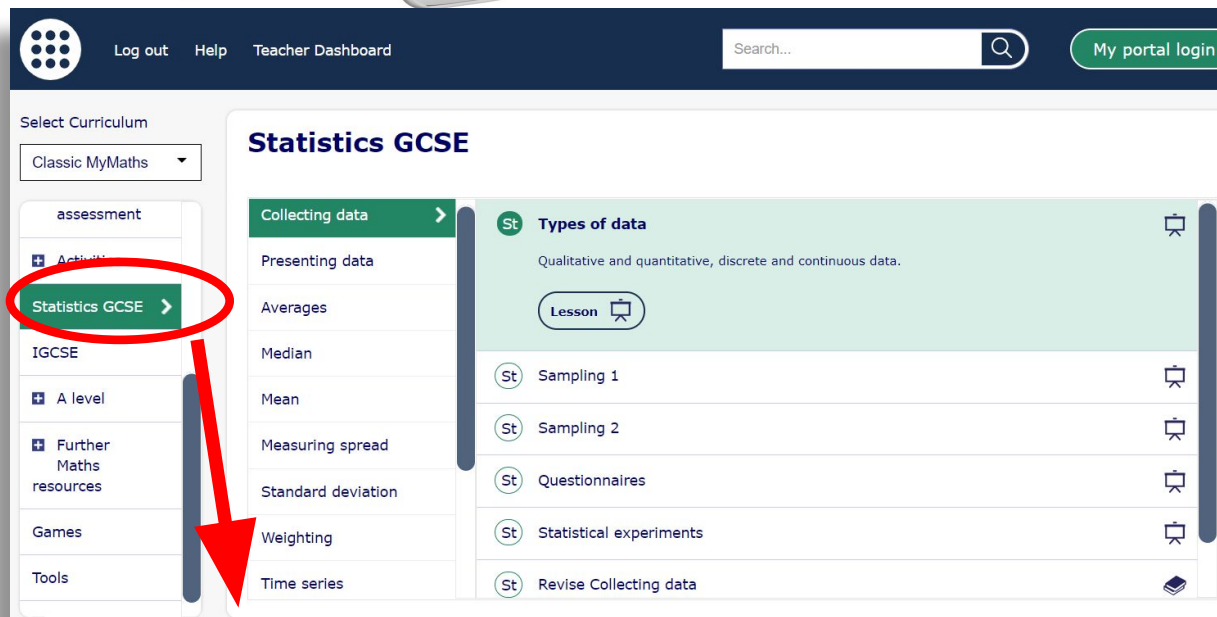 Log out Help Teacher Dashboard Search... My portal login
Select Curriculum
Classic MyMaths
assessment
Statistics GCSE
IGCSE
A level
Further
Maths
resources
Games
Tools
Statistics GCSE
Collecting data
Presenting data
Averages
Median
Mean
Measuring spread
Standard deviation
Weighting
Time series
St Types of data
Qualitative and quantitative, discrete and continuous data.
Lesson
St Sampling 1
St Sampling 2
St Questionnaires
St Statistical experiments
St Revise Collecting data